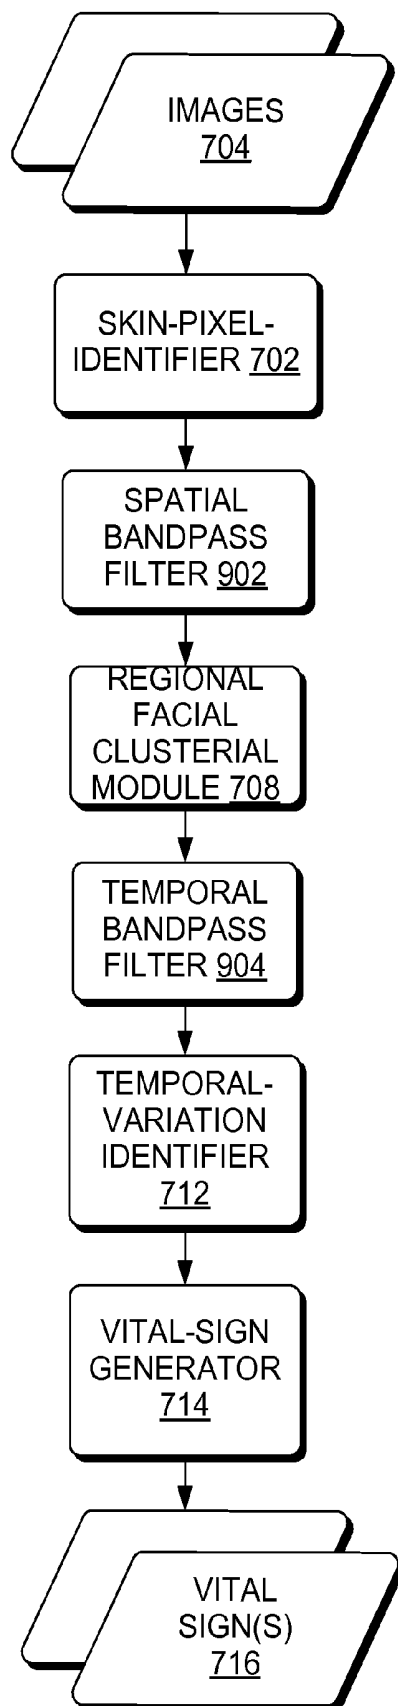 IMAGES
704
SKIN-PIXEL-
IDENTIFIER 702
SPATIAL
BANDPASS
FILTER 902
REGIONAL
FACIAL
CLUSTERIAL
MODULE 708
TEMPORAL
BANDPASS
FILTER 904
TEMPORAL-
VARIATION
IDENTIFIER
712
VITAL-SIGN
GENERATOR
714
VITAL
SIGN(S)
716